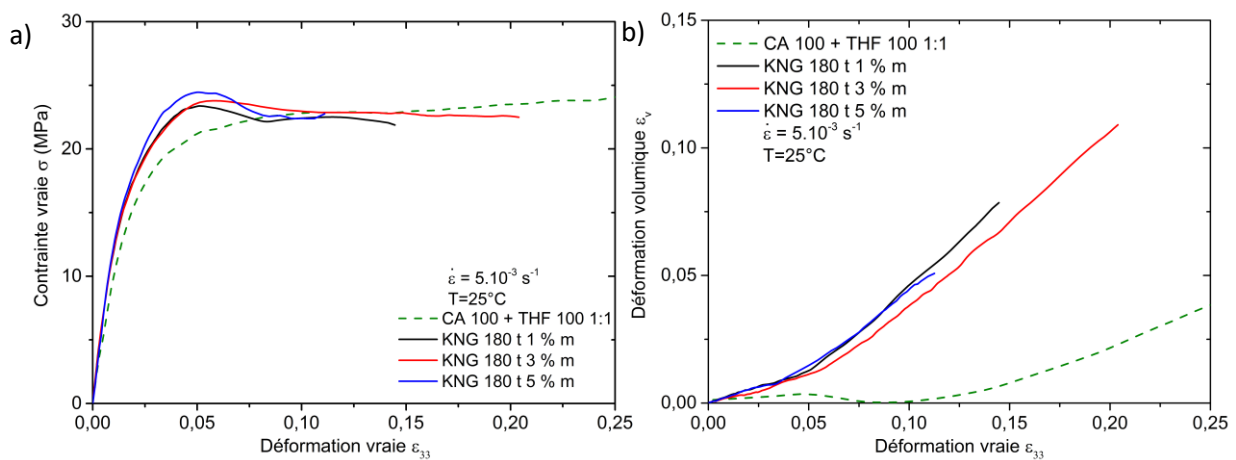 a)
Contrainte vraie σ (MPa)
30
20
10
0
ε̇ = 5.10⁻³ s⁻¹
T=25°C
CA 100 + THF 100 1:1
KNG 180 t 1 % m
KNG 180 t 3 % m
KNG 180 t 5 % m
0,00 0,05 0,10 0,15 0,20 0,25
Déformation vraie ε₃₃
b)
Déformation volumique εᵥ
0,15
0,10
0,05
0,00
CA 100 + THF 100 1:1
KNG 180 t 1 % m
KNG 180 t 3 % m
KNG 180 t 5 % m
ε̇ = 5.10⁻³ s⁻¹
T=25°C
0,00 0,05 0,10 0,15 0,20 0,25
Déformation vraie ε₃₃